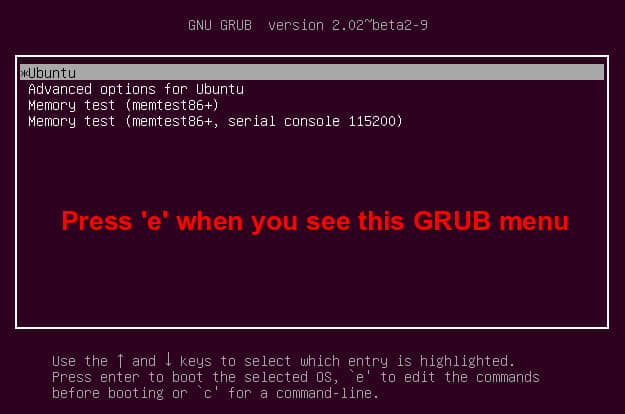 GNU GRUB  version 2.02~beta2-9
*Ubuntu
Advanced options for Ubuntu
Memory test (memtest86+)
Memory test (memtest86+, serial console 115200)
Press 'e' when you see this GRUB menu
Use the ↑ and ↓ keys to select which entry is highlighted.
Press enter to boot the selected OS, `e' to edit the commands
before booting or `c' for a command-line.